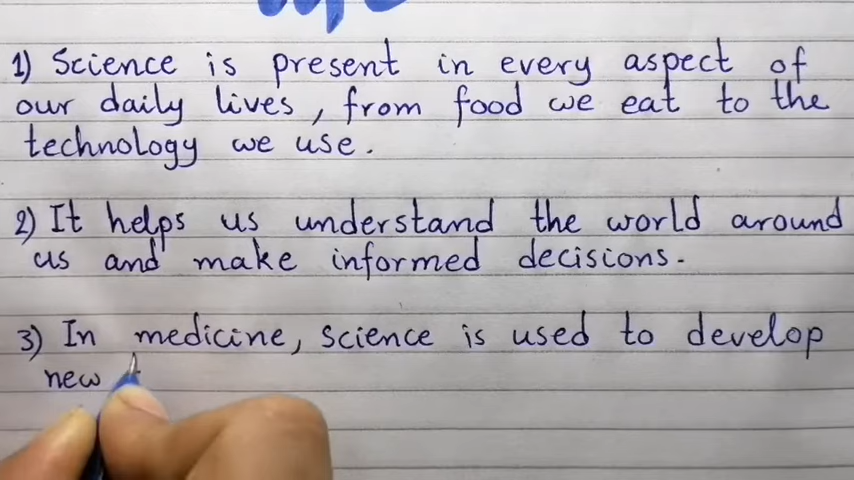 1) Science is present in every aspect of
our daily lives, from food we eat to the
technology we use.
2) It helps us understand the world around
us and make informed decisions.
3) In medicine, science is used to develop
new